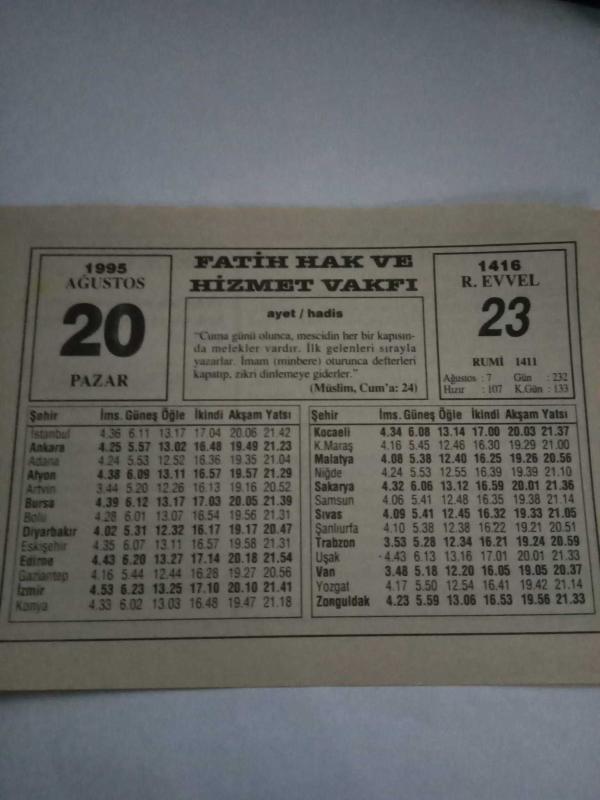 1995
AĞUSTOS
20
PAZAR
FATİH HAK VE
HİZMET VAKFI
ayet / hadis
“Cuma günü olunca, mescidin her bir kapısın-
da melekler vardır. İlk gelenleri sırayla
yazarlar. İmam (minbere) oturunca defterleri
kapatıp, zikri dinlemeye giderler.”
(Müslim, Cum'a: 24)
1416
R. EVVEL
23
RUMİ 1411
Ağustos : 7 Gün : 232
Hızır : 107 K.Gün : 133
Şehir İms. Güneş Öğle İkindi Akşam Yatsı
İstanbul 4.36 6.11 13.17 17.04 20.06 21.42
Ankara 4.25 5.57 13.02 16.48 19.49 21.23
Adana 4.24 5.53 12.52 16.36 19.35 21.04
Afyon 4.38 6.09 13.11 16.57 19.57 21.29
Artvin 3.44 5.20 12.26 16.13 19.16 20.52
Bursa 4.39 6.12 13.17 17.03 20.05 21.39
Bolu 4.28 6.01 13.07 16.54 19.56 21.31
Diyarbakır 4.02 5.31 12.32 16.17 19.17 20.47
Eskişehir 4.35 6.07 13.11 16.57 19.58 21.31
Edirne 4.43 6.20 13.27 17.14 20.18 21.54
Gaziantep 4.16 5.44 12.44 16.28 19.27 20.56
İzmir 4.53 6.23 13.25 17.10 20.10 21.41
Konya 4.33 6.02 13.03 16.48 19.47 21.18
Şehir İms. Güneş Öğle İkindi Akşam Yatsı
Kocaeli 4.34 6.08 13.14 17.00 20.03 21.37
K.Maraş 4.16 5.45 12.46 16.30 19.29 21.00
Malatya 4.08 5.38 12.40 16.25 19.26 20.56
Niğde 4.24 5.53 12.55 16.39 19.39 21.10
Sakarya 4.32 6.06 13.12 16.59 20.01 21.36
Samsun 4.06 5.41 12.48 16.35 19.38 21.14
Sıvas 4.09 5.41 12.45 16.32 19.33 21.05
Şanlıurfa 4.10 5.38 12.38 16.22 19.21 20.51
Trabzon 3.53 5.28 12.34 16.21 19.24 20.59
Uşak 4.43 6.13 13.16 17.01 20.01 21.33
Van 3.48 5.18 12.20 16.05 19.05 20.37
Yozgat 4.17 5.50 12.54 16.41 19.42 21.14
Zonguldak 4.23 5.59 13.06 16.53 19.56 21.33